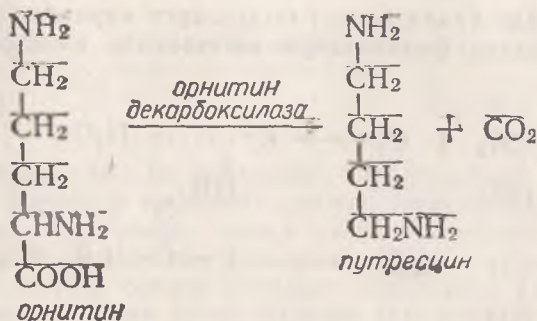 NH₂ NH₂
CH₂ CH₂
орнитин
декарбоксилаза
CH₂ CH₂ + CO₂
CH₂ CH₂
CHNH₂ CH₂NH₂
COOH путресцин
орнитин